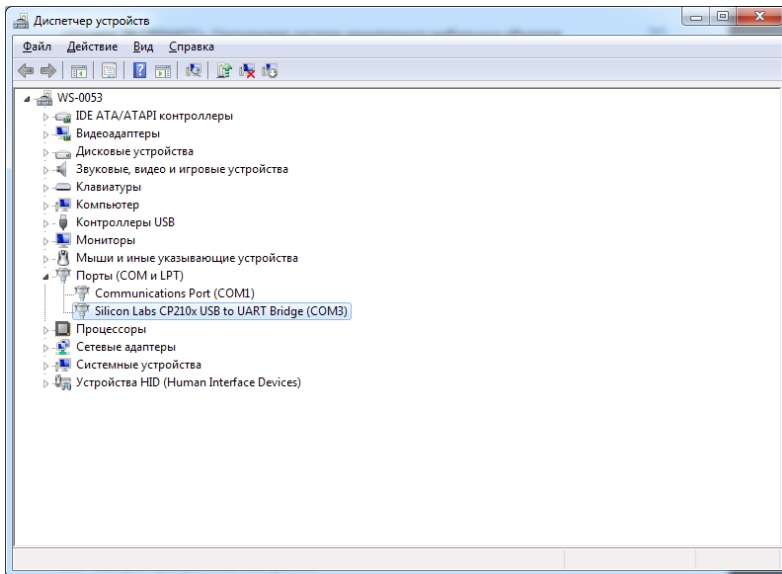 Диспетчер устройств
Файл Действие Вид Справка
WS-0053
IDE ATA/ATAPI контроллеры
Видеоадаптеры
Дисковые устройства
Звуковые, видео и игровые устройства
Клавиатуры
Компьютер
Контроллеры USB
Мониторы
Мыши и иные указывающие устройства
Порты (COM и LPT)
Communications Port (COM1)
Silicon Labs CP210x USB to UART Bridge (COM3)
Процессоры
Сетевые адаптеры
Системные устройства
Устройства HID (Human Interface Devices)